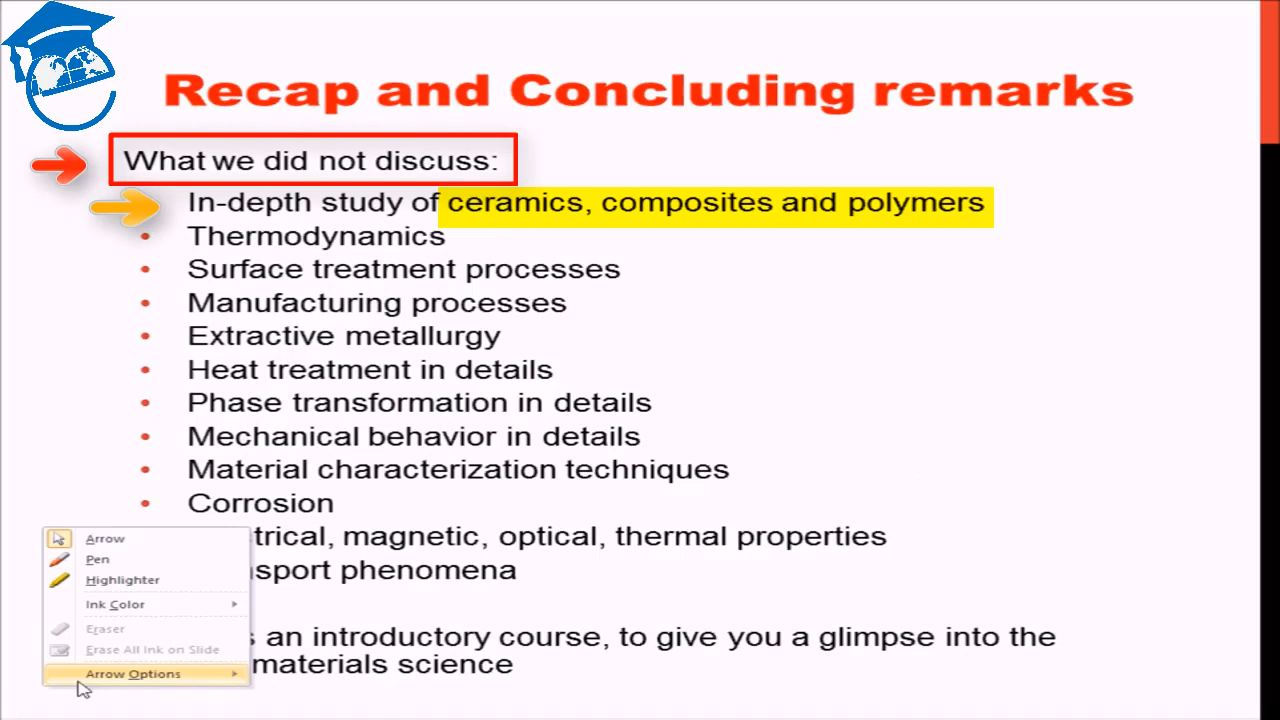 Recap and Concluding remarks
What we did not discuss:
In-depth study of ceramics, composites and polymers
• Thermodynamics
• Surface treatment processes
• Manufacturing processes
• Extractive metallurgy
• Heat treatment in details
• Phase transformation in details
• Mechanical behavior in details
• Material characterization techniques
• Corrosion
magnetic, optical, thermal properties
phenomena
an introductory course, to give you a glimpse into the
materials science
Arrow
Pen
Highlighter
Ink Color
Eraser
Erase All Ink on Slide
Arrow Options